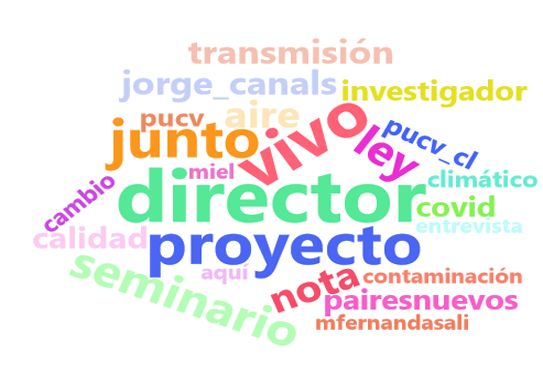 transmisión
jorge_canals
investigador
pucv
aire
junto
vivo
ley
pucv_cl
miel
climático
cambio
director
covid
entrevista
calidad
proyecto
seminario
aquí
nota
contaminación
pairesnuevos
mfernandasali